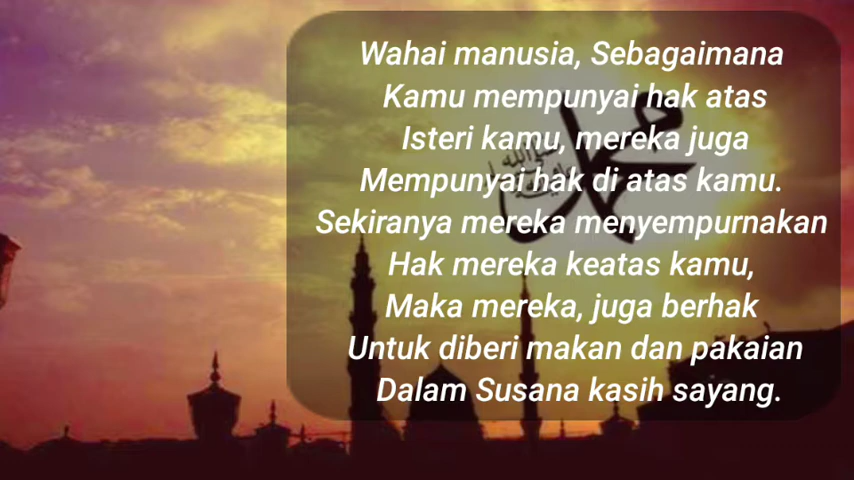 Wahai manusia, Sebagaimana
Kamu mempunyai hak atas
Isteri kamu, mereka juga
Mempunyai hak di atas kamu.
Sekiranya mereka menyempurnakan
Hak mereka keatas kamu,
Maka mereka, juga berhak
Untuk diberi makan dan pakaian
Dalam Susana kasih sayang.
محمد